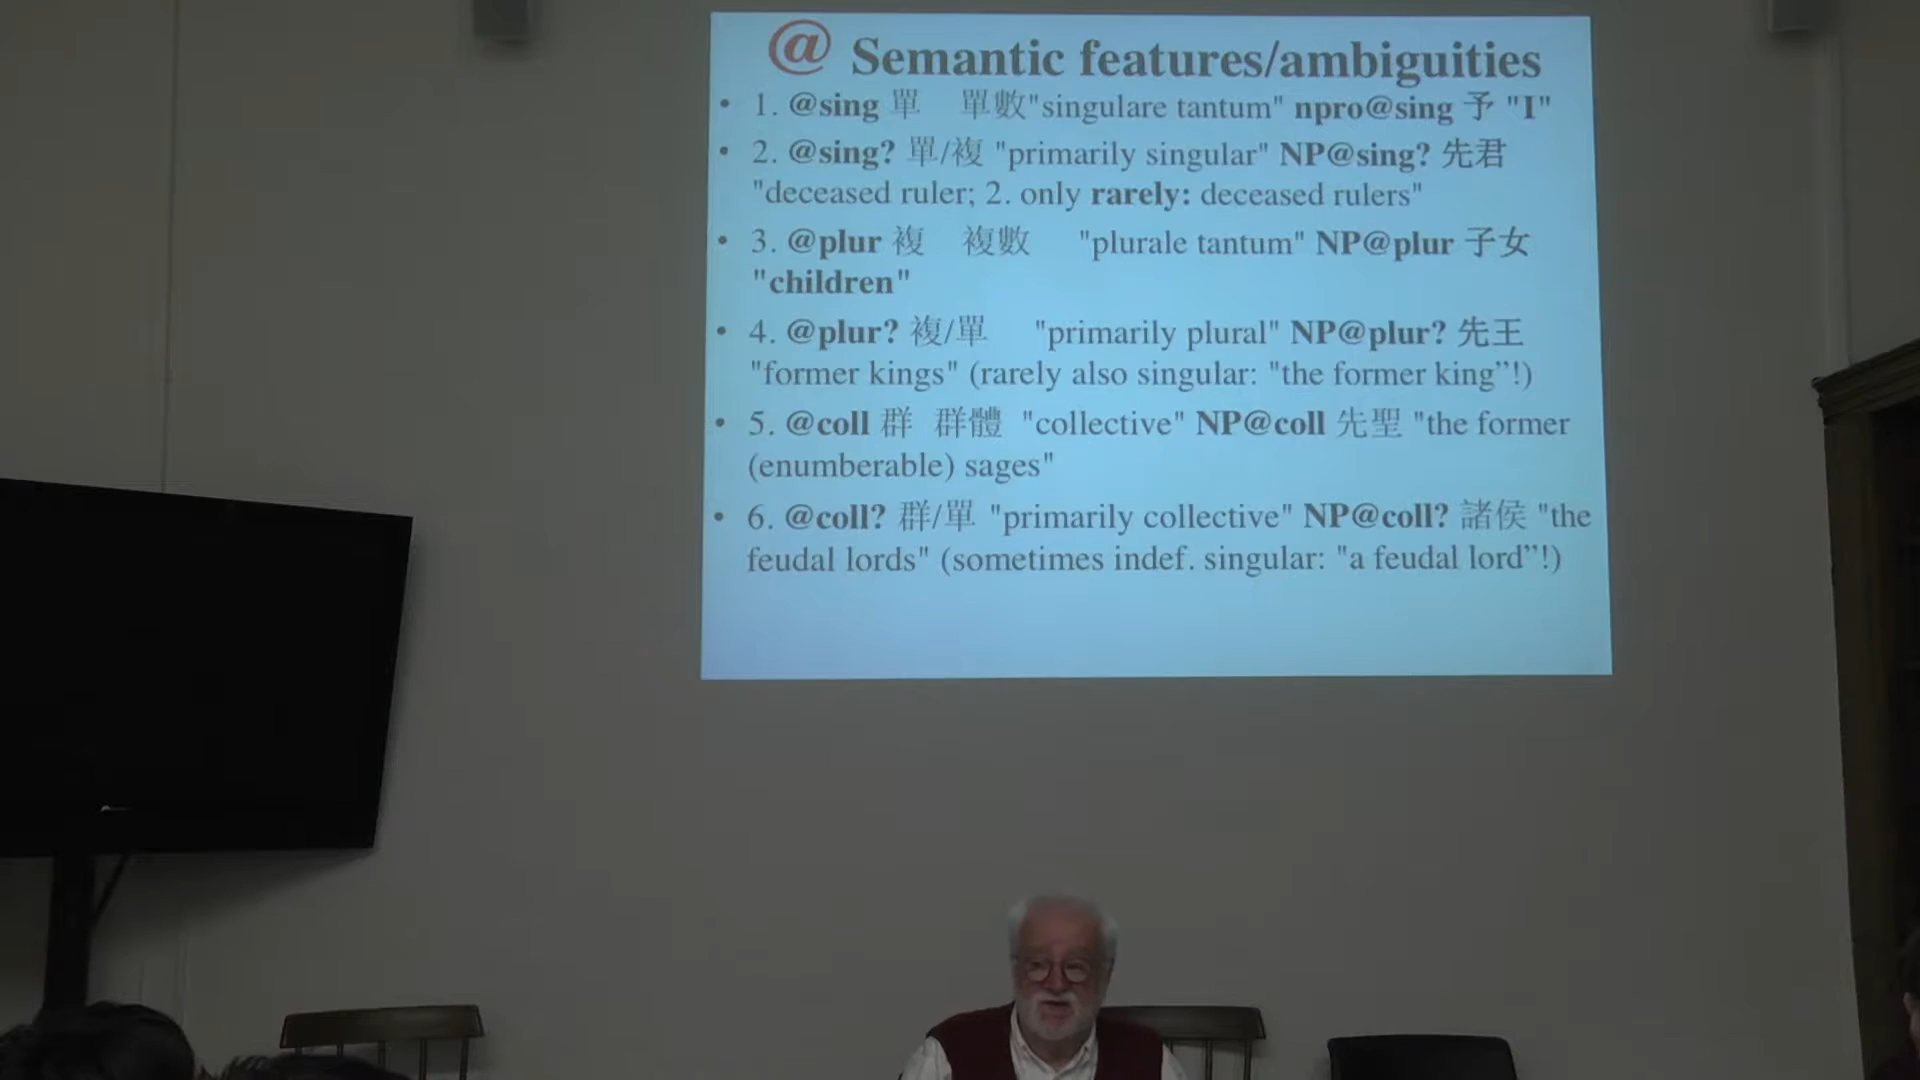 @ Semantic features/ambiguities
• 1. @sing 單 單數"singulare tantum" npro@sing 予 "I"
• 2. @sing? 單/複 "primarily singular" NP@sing? 先君
"deceased ruler; 2. only rarely: deceased rulers"
• 3. @plur 複 複數 "plurale tantum" NP@plur 子女
"children"
• 4. @plur? 複/單 "primarily plural" NP@plur? 先王
"former kings" (rarely also singular: "the former king”!)
• 5. @coll 群 群體 "collective" NP@coll 先聖 "the former
(enumberable) sages"
• 6. @coll? 群/單 "primarily collective" NP@coll? 諸侯 "the
feudal lords" (sometimes indef. singular: "a feudal lord”!)